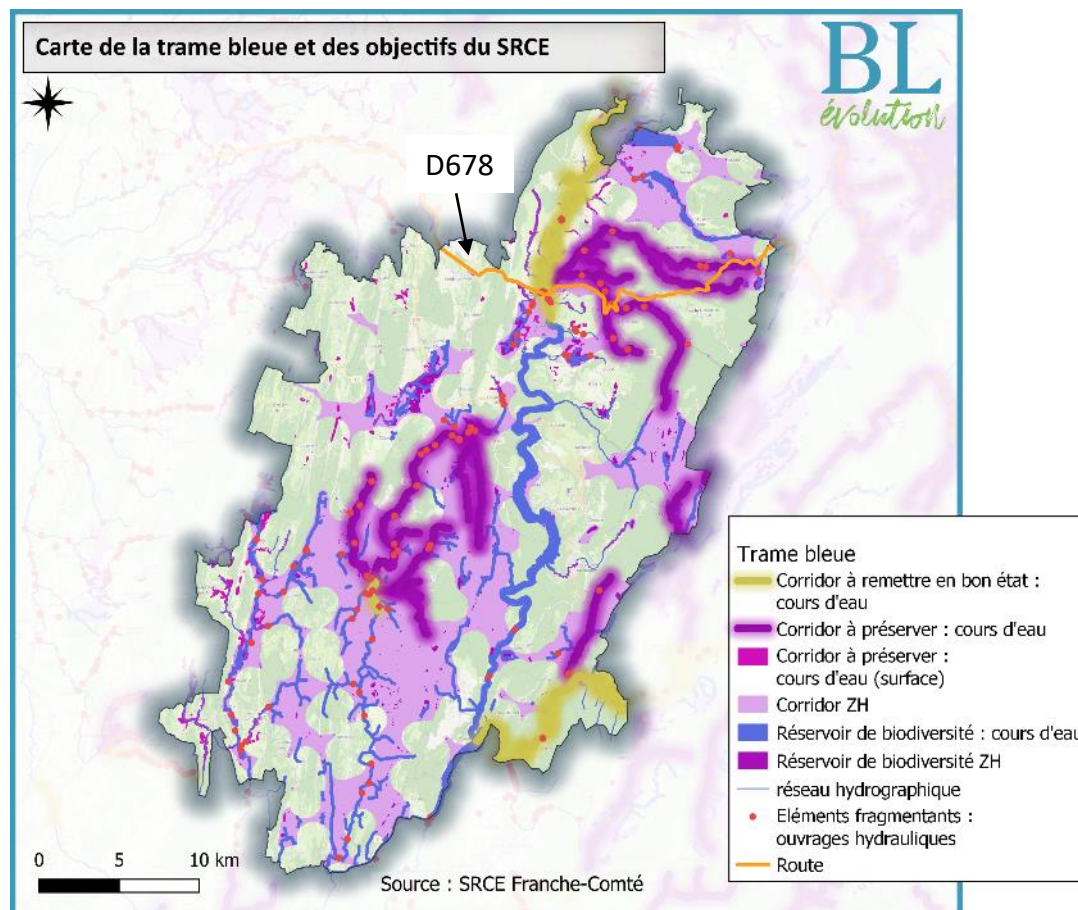 Carte de la trame bleue et des objectifs du SRCE
BL
évolution
D678
Trame bleue
Corridor à remettre en bon état :
cours d'eau
Corridor à préserver : cours d'eau
Corridor à préserver :
cours d'eau (surface)
Corridor ZH
Réservoir de biodiversité : cours d'eau
Réservoir de biodiversité ZH
réseau hydrographique
Eléments fragmentants :
ouvrages hydrauliques
Route
0 5 10 km
Source : SRCE Franche-Comté